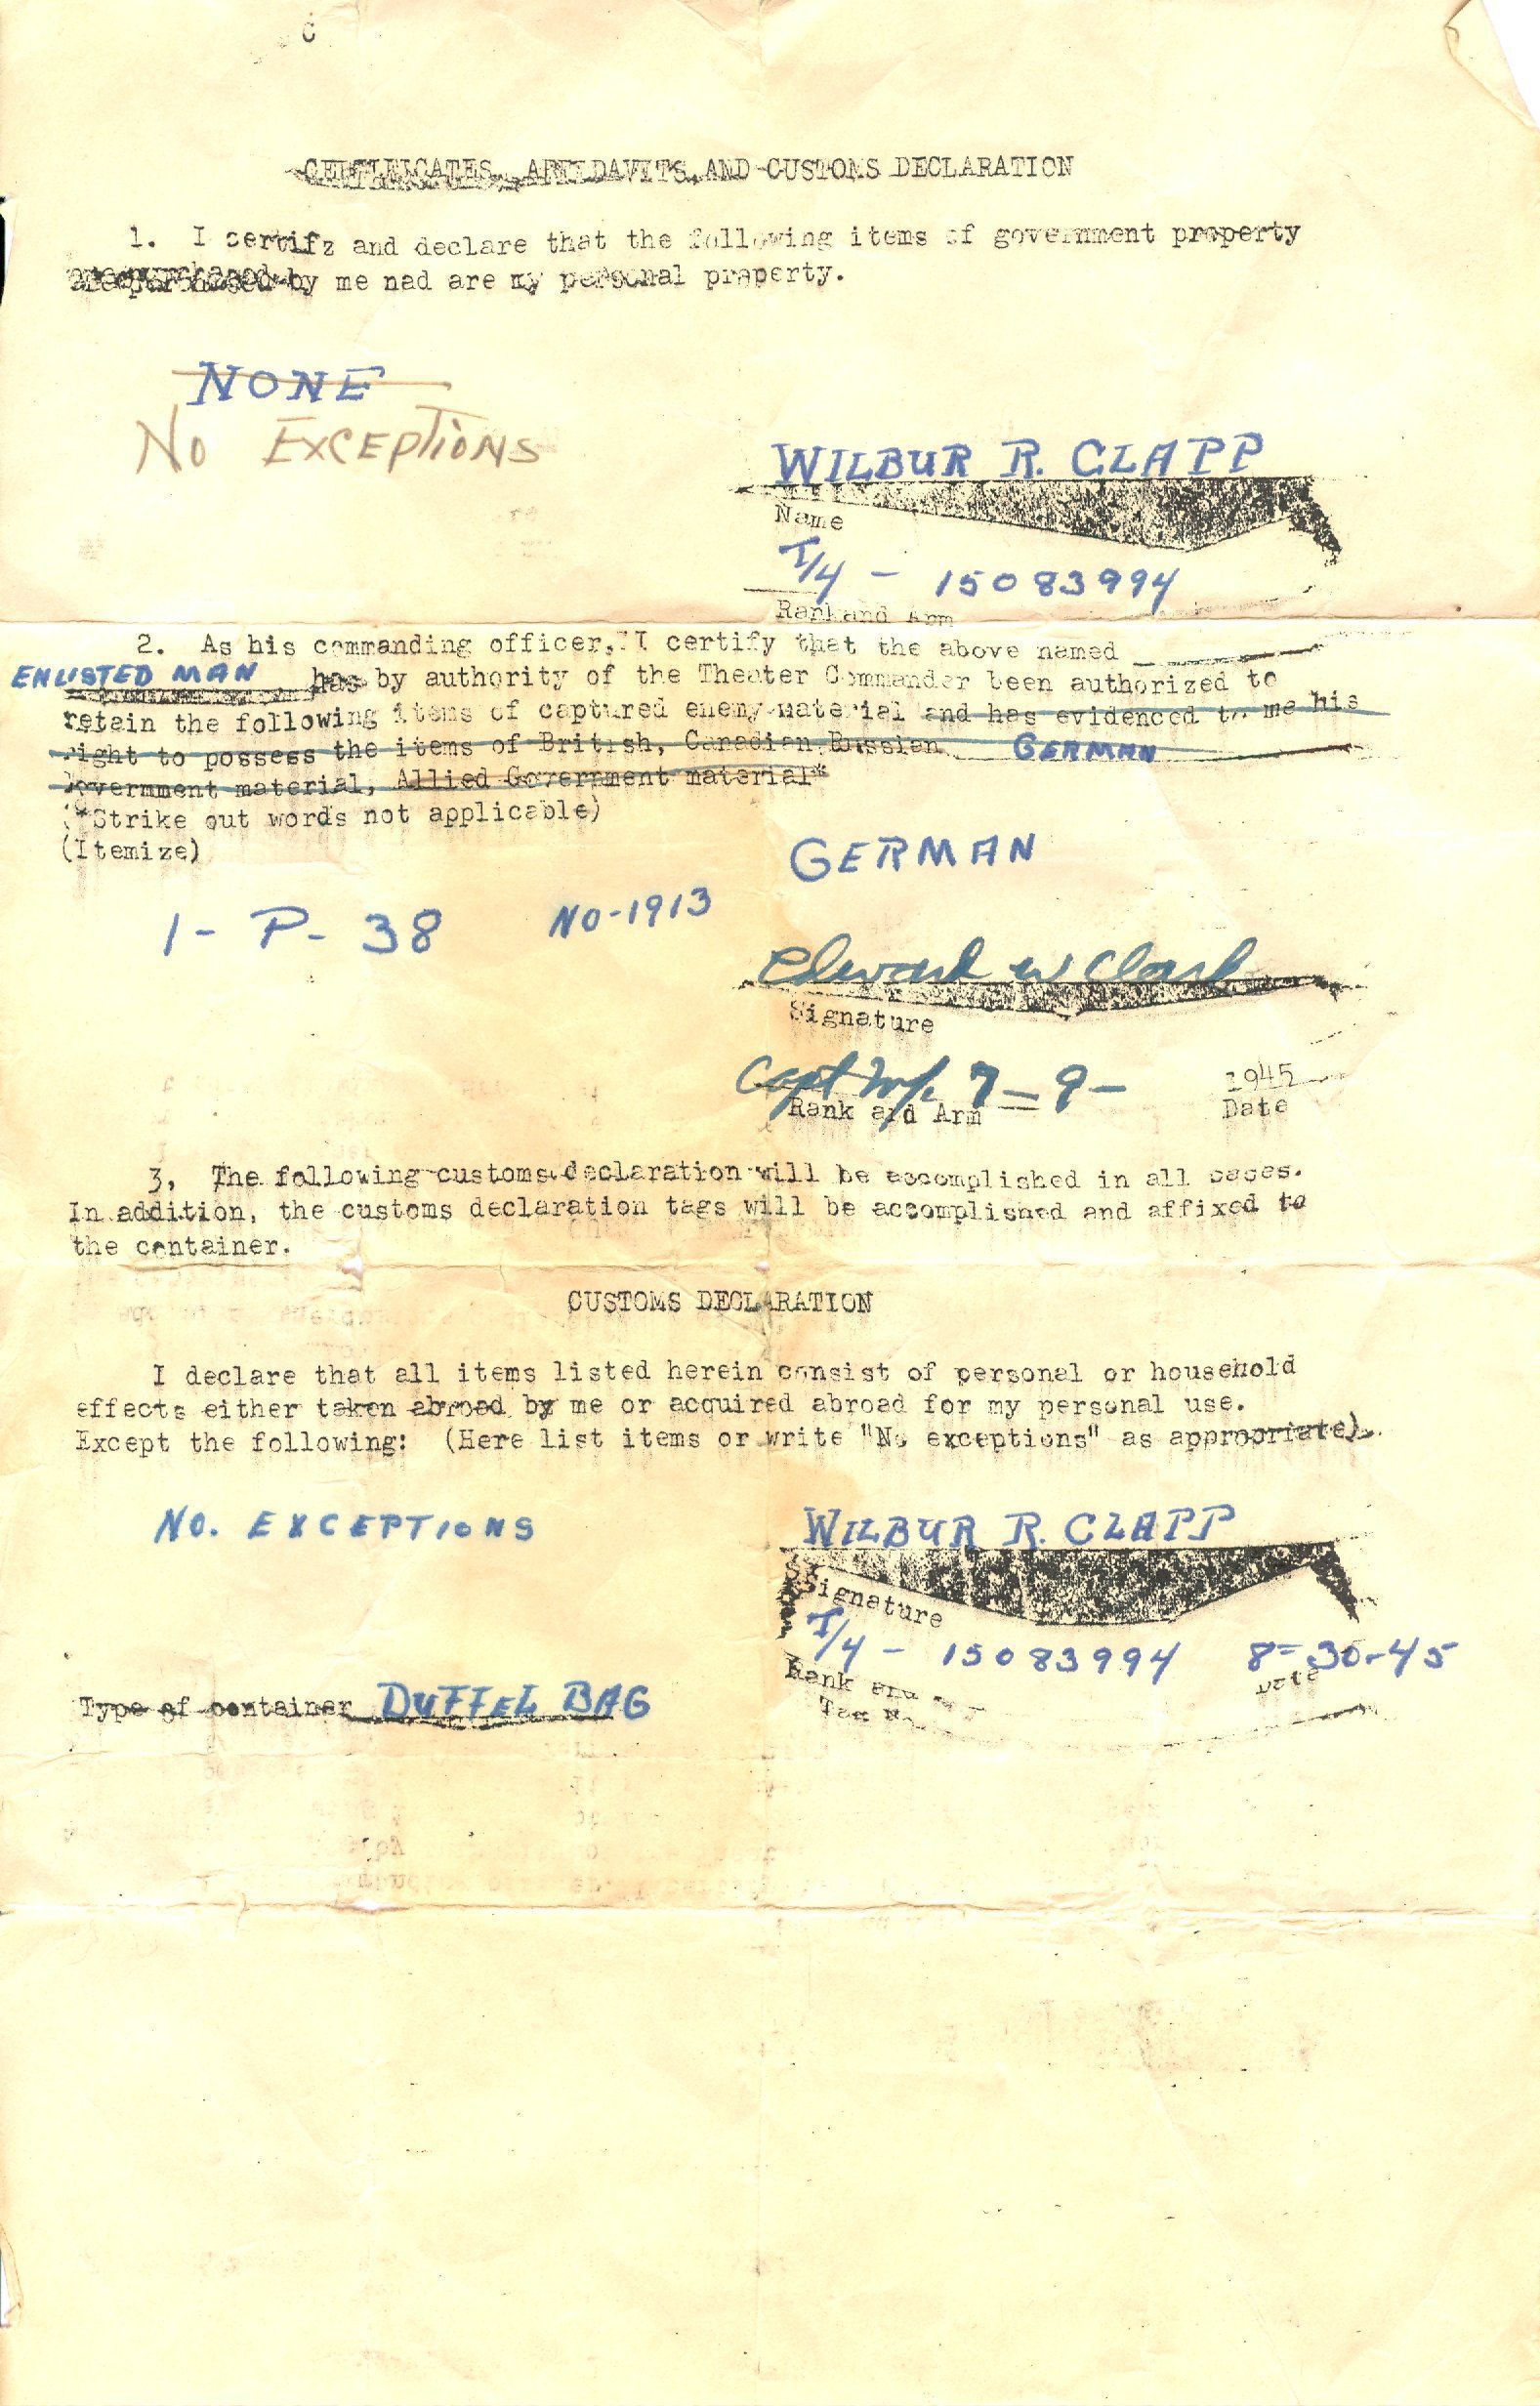 CERTIFICATES, AFFIDAVITS, AND CUSTOMS DECLARATION
1. I certifz and declare that the following items of government property
are purchased by me nad are my personal property.
NONE
No EXCEPTIONS
WILBUR R. CLAPP
Name
T/4 - 15083994
Rank and Arm
2. As his commanding officer, I certify that the above named
ENLISTED MAN has by authority of the Theater Commander been authorized to
retain the following items of captured enemy material and has evidenced to me his
right to possess the items of British, Canadian, Russian GERMAN
Government material, Allied Government material*
(*Strike out words not applicable)
(Itemize)
GERMAN
1- P- 38 NO-1913
Edward W Clark
Signature
Capt 7-9- 1945
Rank and Arm Date
3. The following customs declaration will be accomplished in all cases.
In addition, the customs declaration tags will be accomplished and affixed to
the container.
CUSTOMS DECLARATION
I declare that all items listed herein consist of personal or household
effects either taken abroad by me or acquired abroad for my personal use.
Except the following: (Here list items or write "No exceptions" as appropriate).
NO. EXCEPTIONS
WILBUR R. CLAPP
Signature
T/4 - 15083994 8-30-45
Rank and Date
Type of container DUFFEL BAG
Tag No.